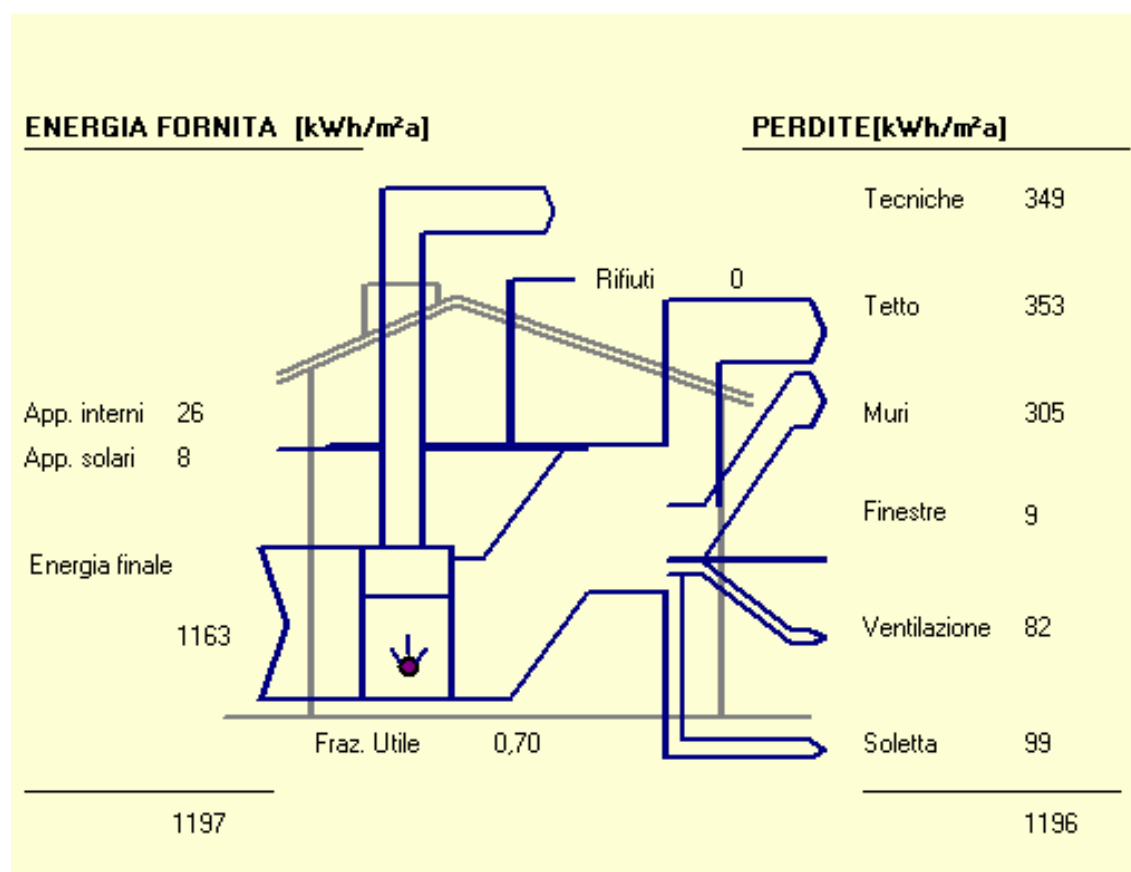 ENERGIA FORNITA [kWh/m²a]
PERDITE[kWh/m²a]
Tecniche 349
Rifiuti 0
Tetto 353
App. interni 26
Muri 305
App. solari 8
Finestre 9
Energia finale
1163
Ventilazione 82
Fraz. Utile 0,70
Soletta 99
1197
1196